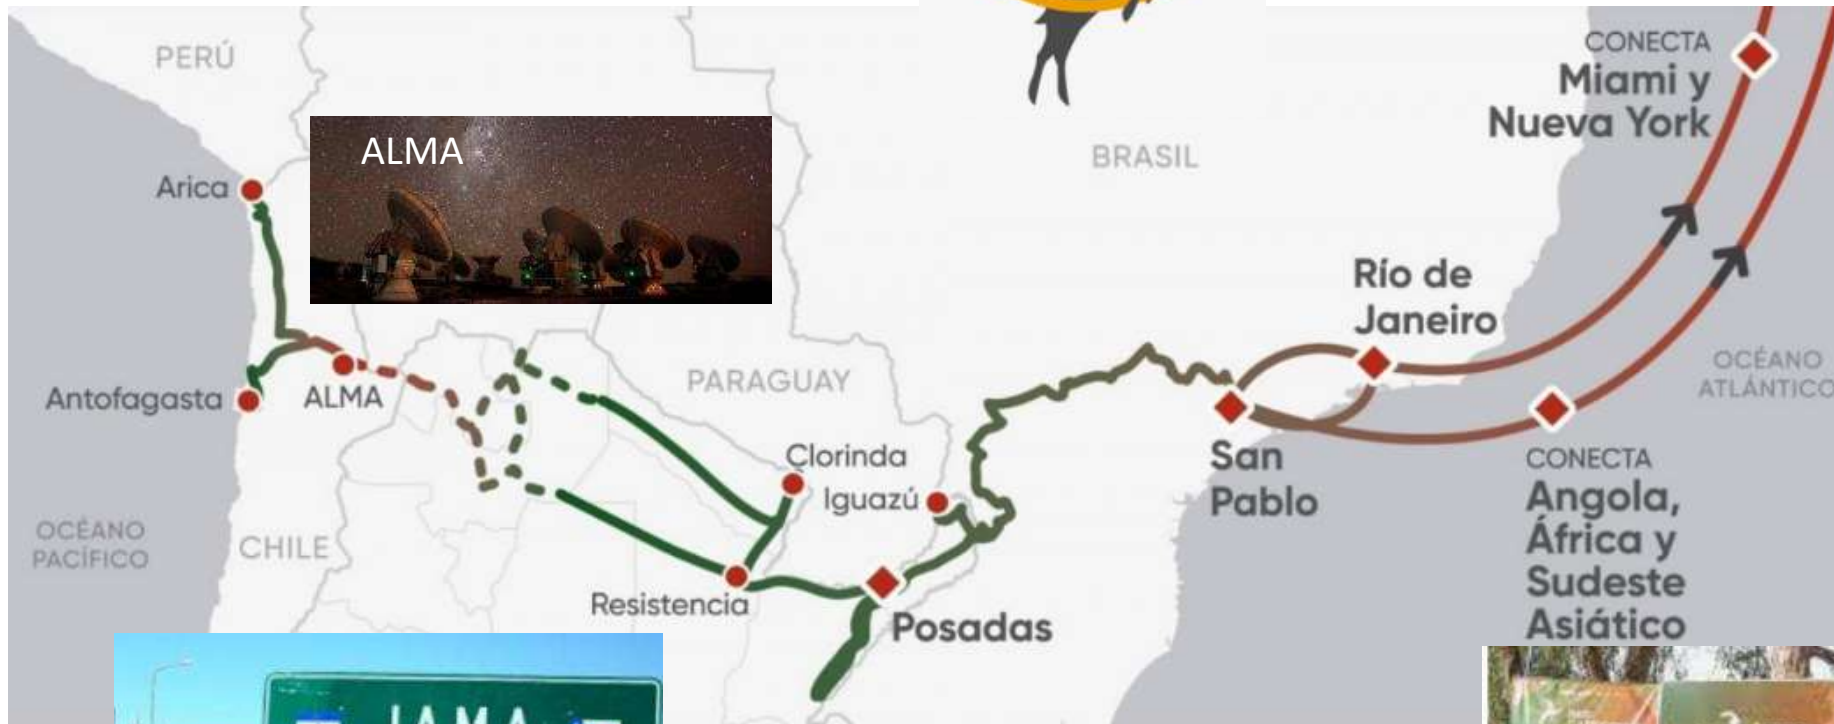 PERÚ
CONECTA
Miami y
Nueva York
ALMA
BRASIL
Arica
Río de
Janeiro
OCÉANO
ATLÁNTICO
PARAGUAY
Antofagasta
ALMA
Clorinda
Iguazú
San
Pablo
CONECTA
Angola,
África y
Sudeste
Asiático
OCÉANO
PACÍFICO
CHILE
Resistencia
Posadas
JAMA